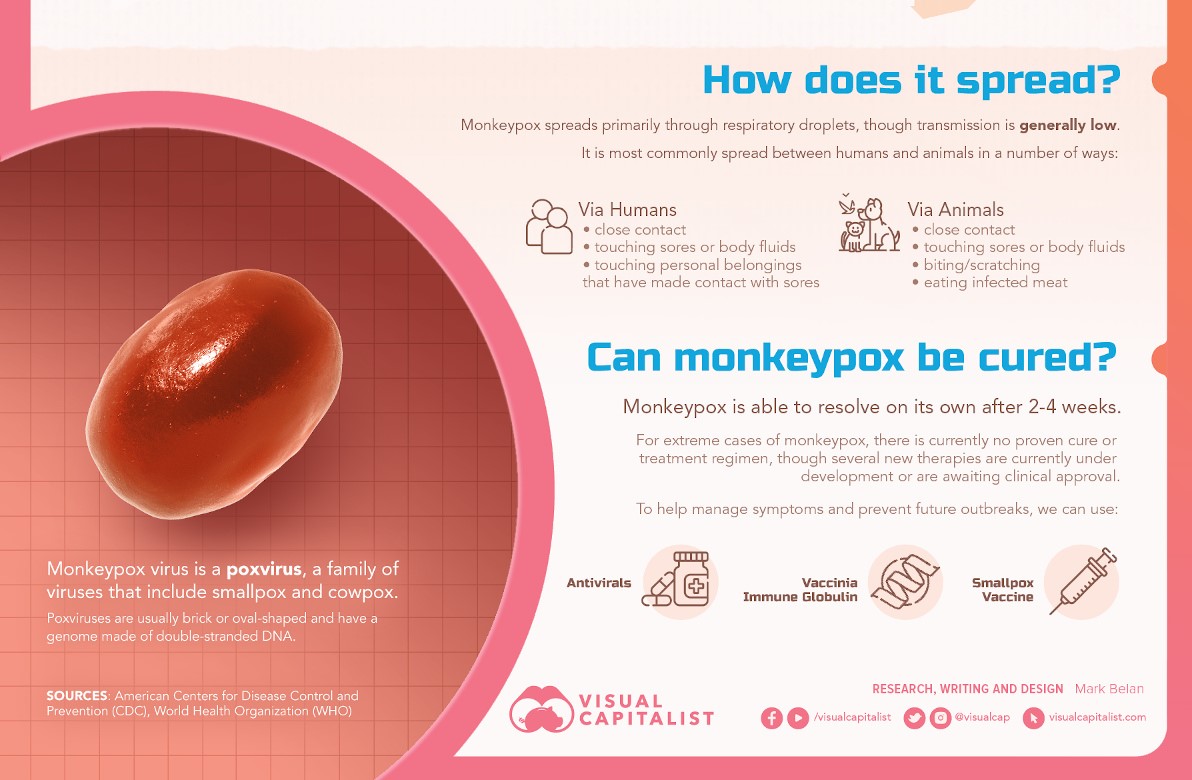 How does it spread?
Monkeypox spreads primarily through respiratory droplets, though transmission is generally low.
It is most commonly spread between humans and animals in a number of ways:
Via Humans
• close contact
• touching sores or body fluids
• touching personal belongings
that have made contact with sores
Via Animals
• close contact
• touching sores or body fluids
• biting/scratching
• eating infected meat
Can monkeypox be cured?
Monkeypox is able to resolve on its own after 2-4 weeks.
For extreme cases of monkeypox, there is currently no proven cure or
treatment regimen, though several new therapies are currently under
development or are awaiting clinical approval.
To help manage symptoms and prevent future outbreaks, we can use:
Antivirals
Vaccinia
Immune Globulin
Smallpox
Vaccine
Monkeypox virus is a poxvirus, a family of
viruses that include smallpox and cowpox.
Poxviruses are usually brick or oval-shaped and have a
genome made of double-stranded DNA.
SOURCES: American Centers for Disease Control and
Prevention (CDC), World Health Organization (WHO)
VISUAL
CAPITALIST
RESEARCH, WRITING AND DESIGN Mark Belan
/visualcapitalist @visualcap visualcapitalist.com